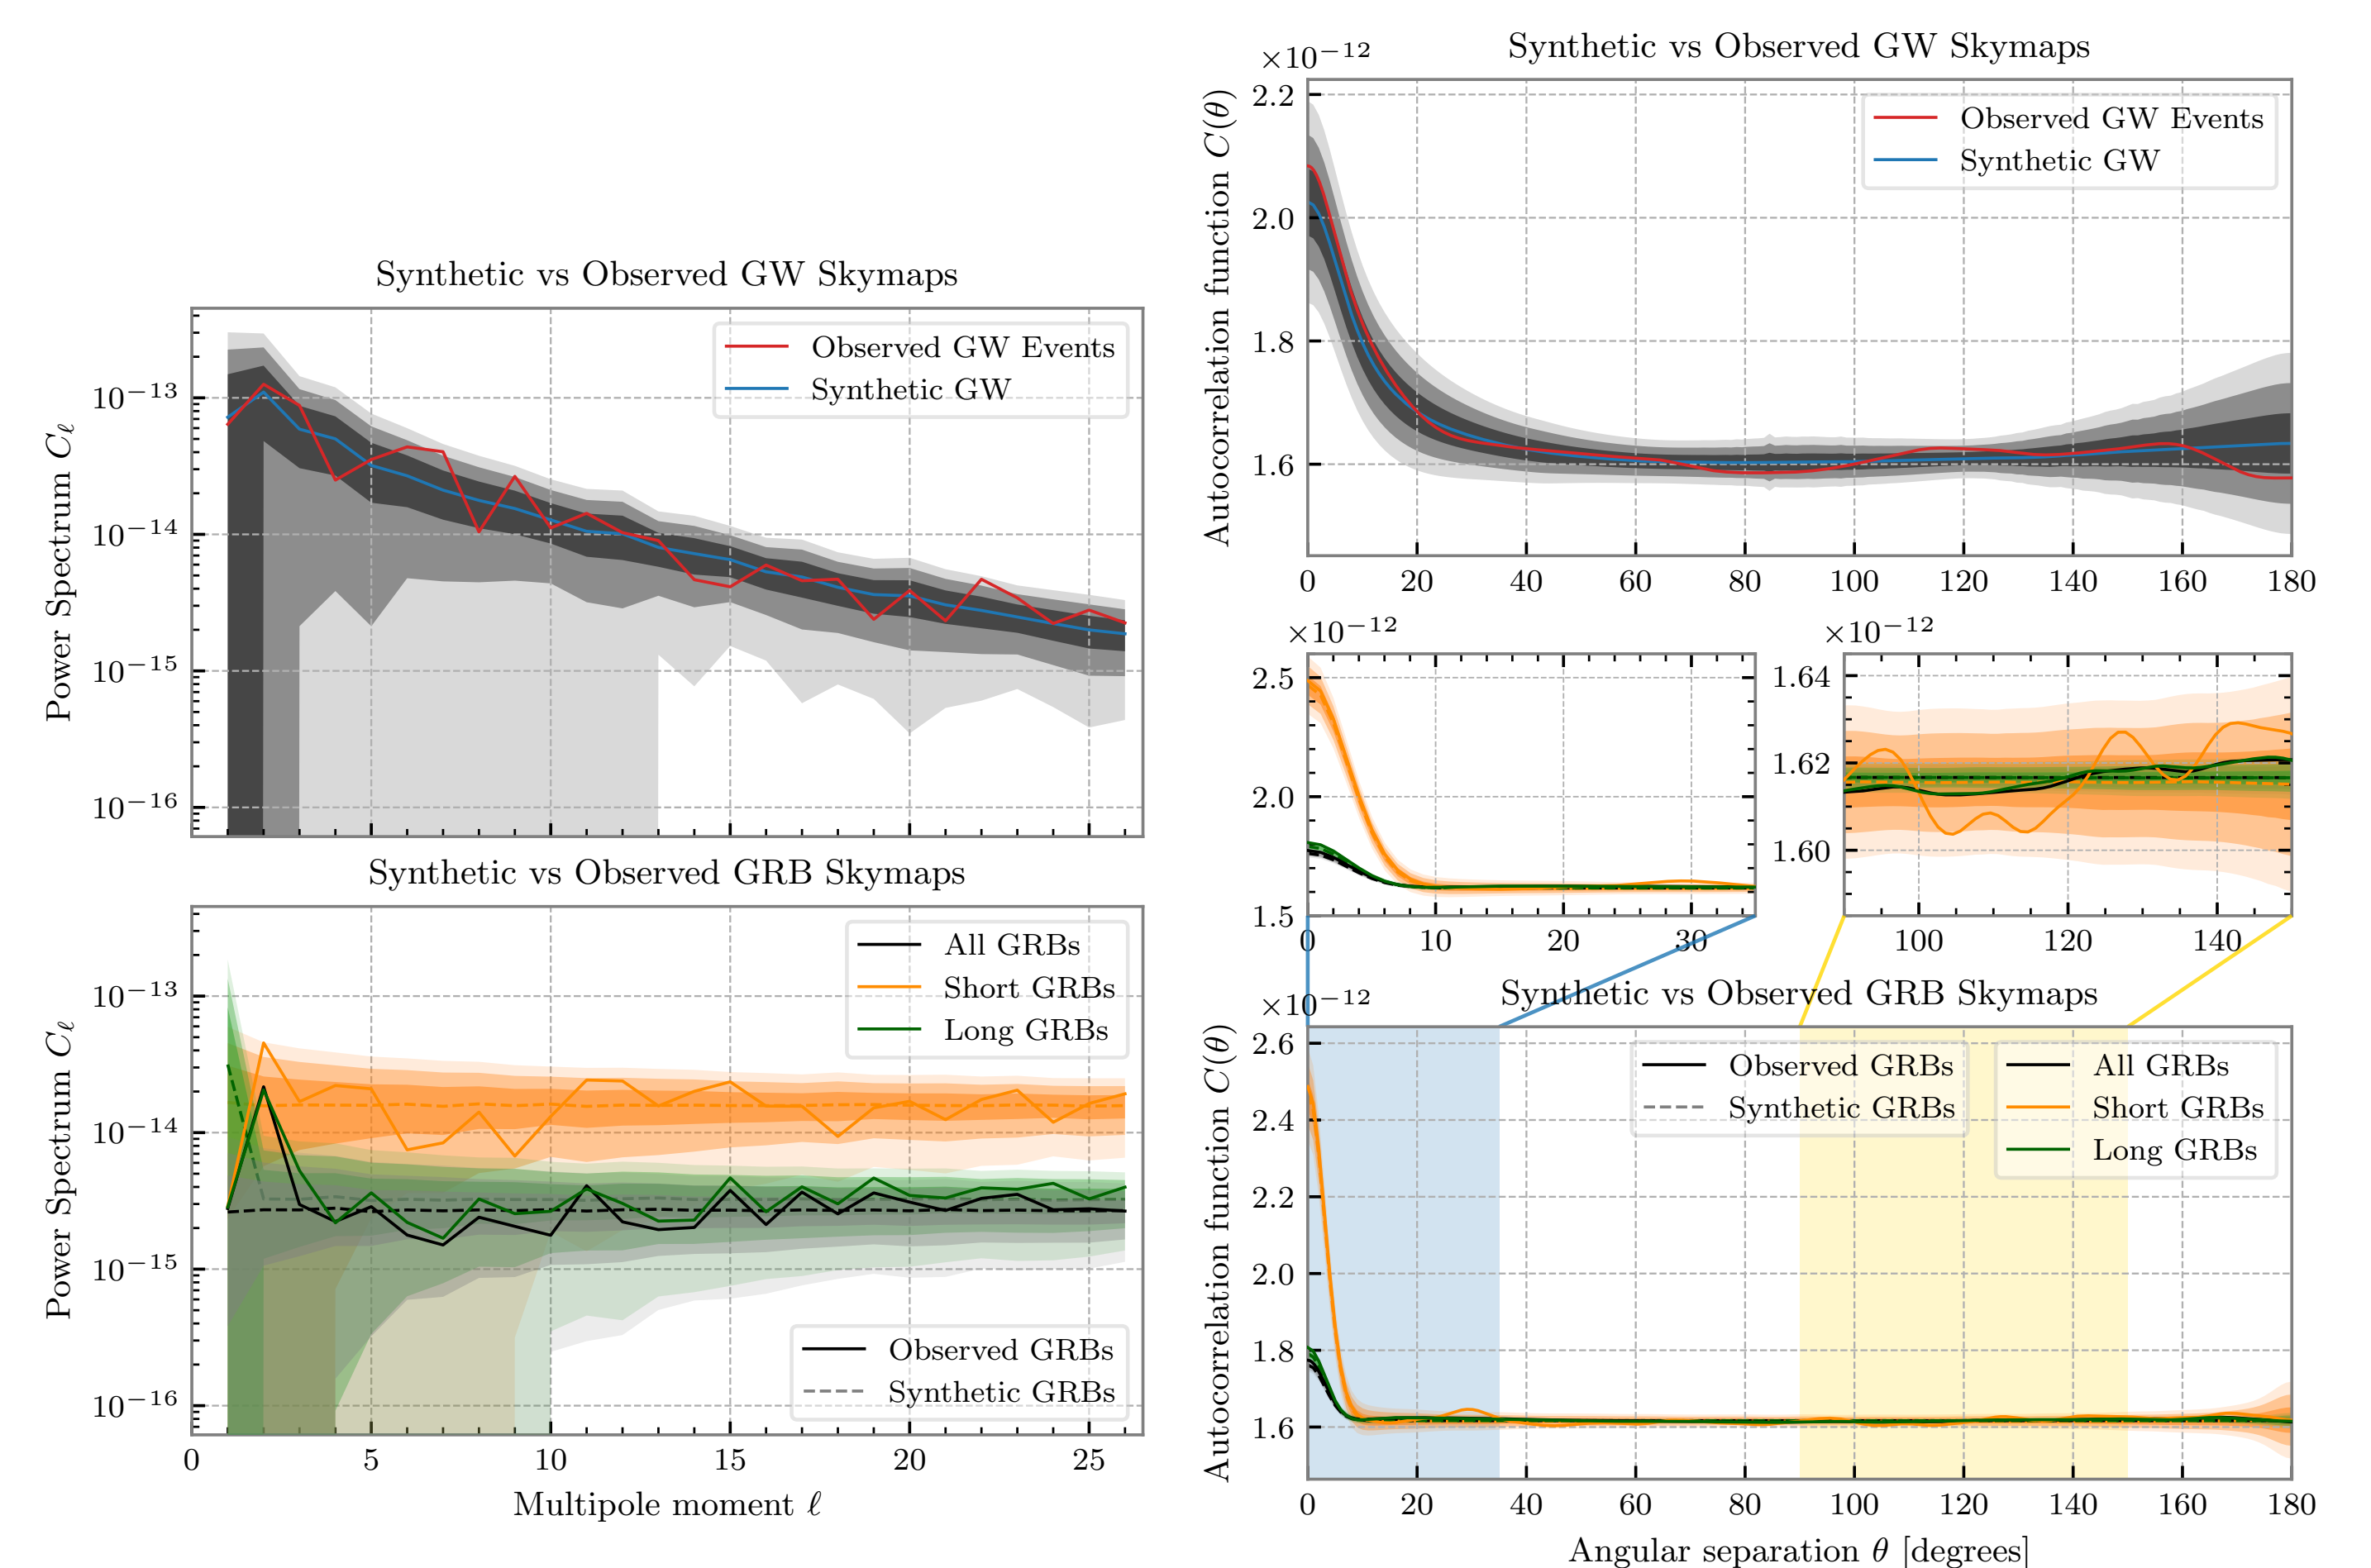 Synthetic vs Observed GW Skymaps
Power Spectrum Cℓ
10⁻¹³
10⁻¹⁴
10⁻¹⁵
10⁻¹⁶
Observed GW Events
Synthetic GW
Synthetic vs Observed GRB Skymaps
Power Spectrum Cℓ
10⁻¹³
10⁻¹⁴
10⁻¹⁵
10⁻¹⁶
All GRBs
Short GRBs
Long GRBs
Observed GRBs
Synthetic GRBs
0 5 10 15 20 25
Multipole moment ℓ
×10⁻¹²
Synthetic vs Observed GW Skymaps
Autocorrelation function C(θ)
2.2
2.0
1.8
1.6
Observed GW Events
Synthetic GW
0 20 40 60 80 100 120 140 160 180
×10⁻¹²
2.5
2.0
1.5
0 10 20 30
×10⁻¹²
1.64
1.62
1.60
100 120 140
×10⁻¹²
Synthetic vs Observed GRB Skymaps
Autocorrelation function C(θ)
2.6
2.4
2.2
2.0
1.8
1.6
Observed GRBs
Synthetic GRBs
All GRBs
Short GRBs
Long GRBs
0 20 40 60 80 100 120 140 160 180
Angular separation θ [degrees]